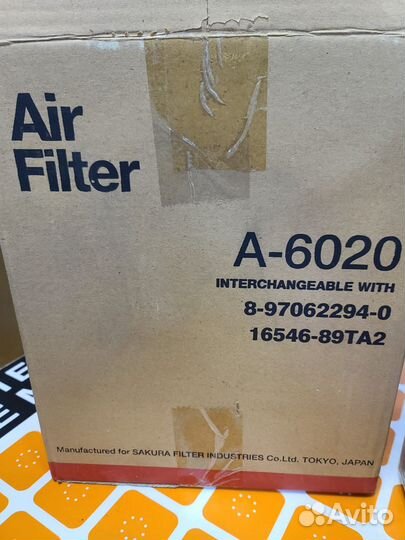 Air
Filter
A-6020
INTERCHANGEABLE WITH
8-97062294-0
16546-89TA2
Manufactured for SAKURA FILTER INDUSTRIES Co.Ltd. TOKYO, JAPAN
Avito